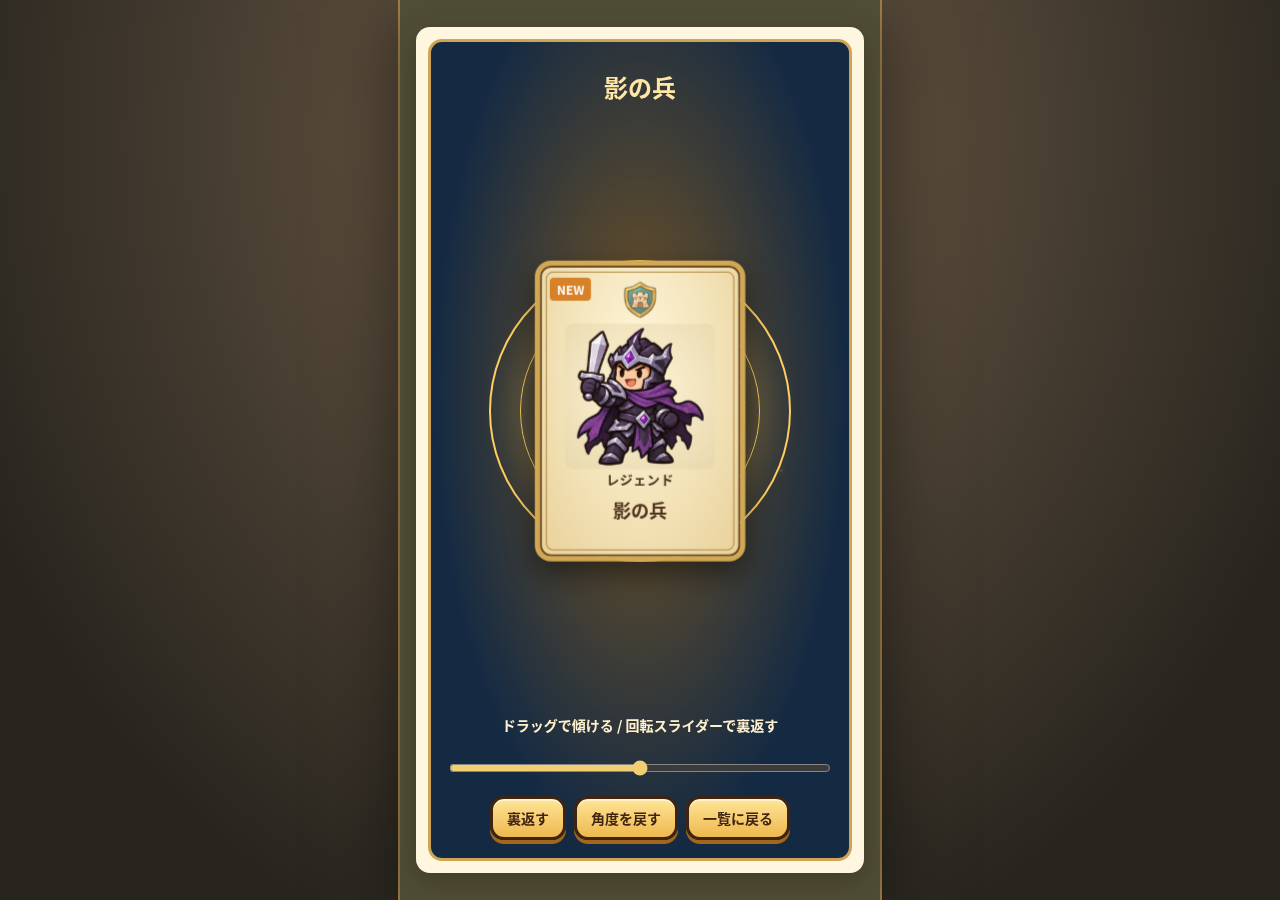 影の兵
NEW
レジェンド
影の兵
ドラッグで傾ける / 回転スライダーで裏返す
裏返す
角度を戻す
一覧に戻る